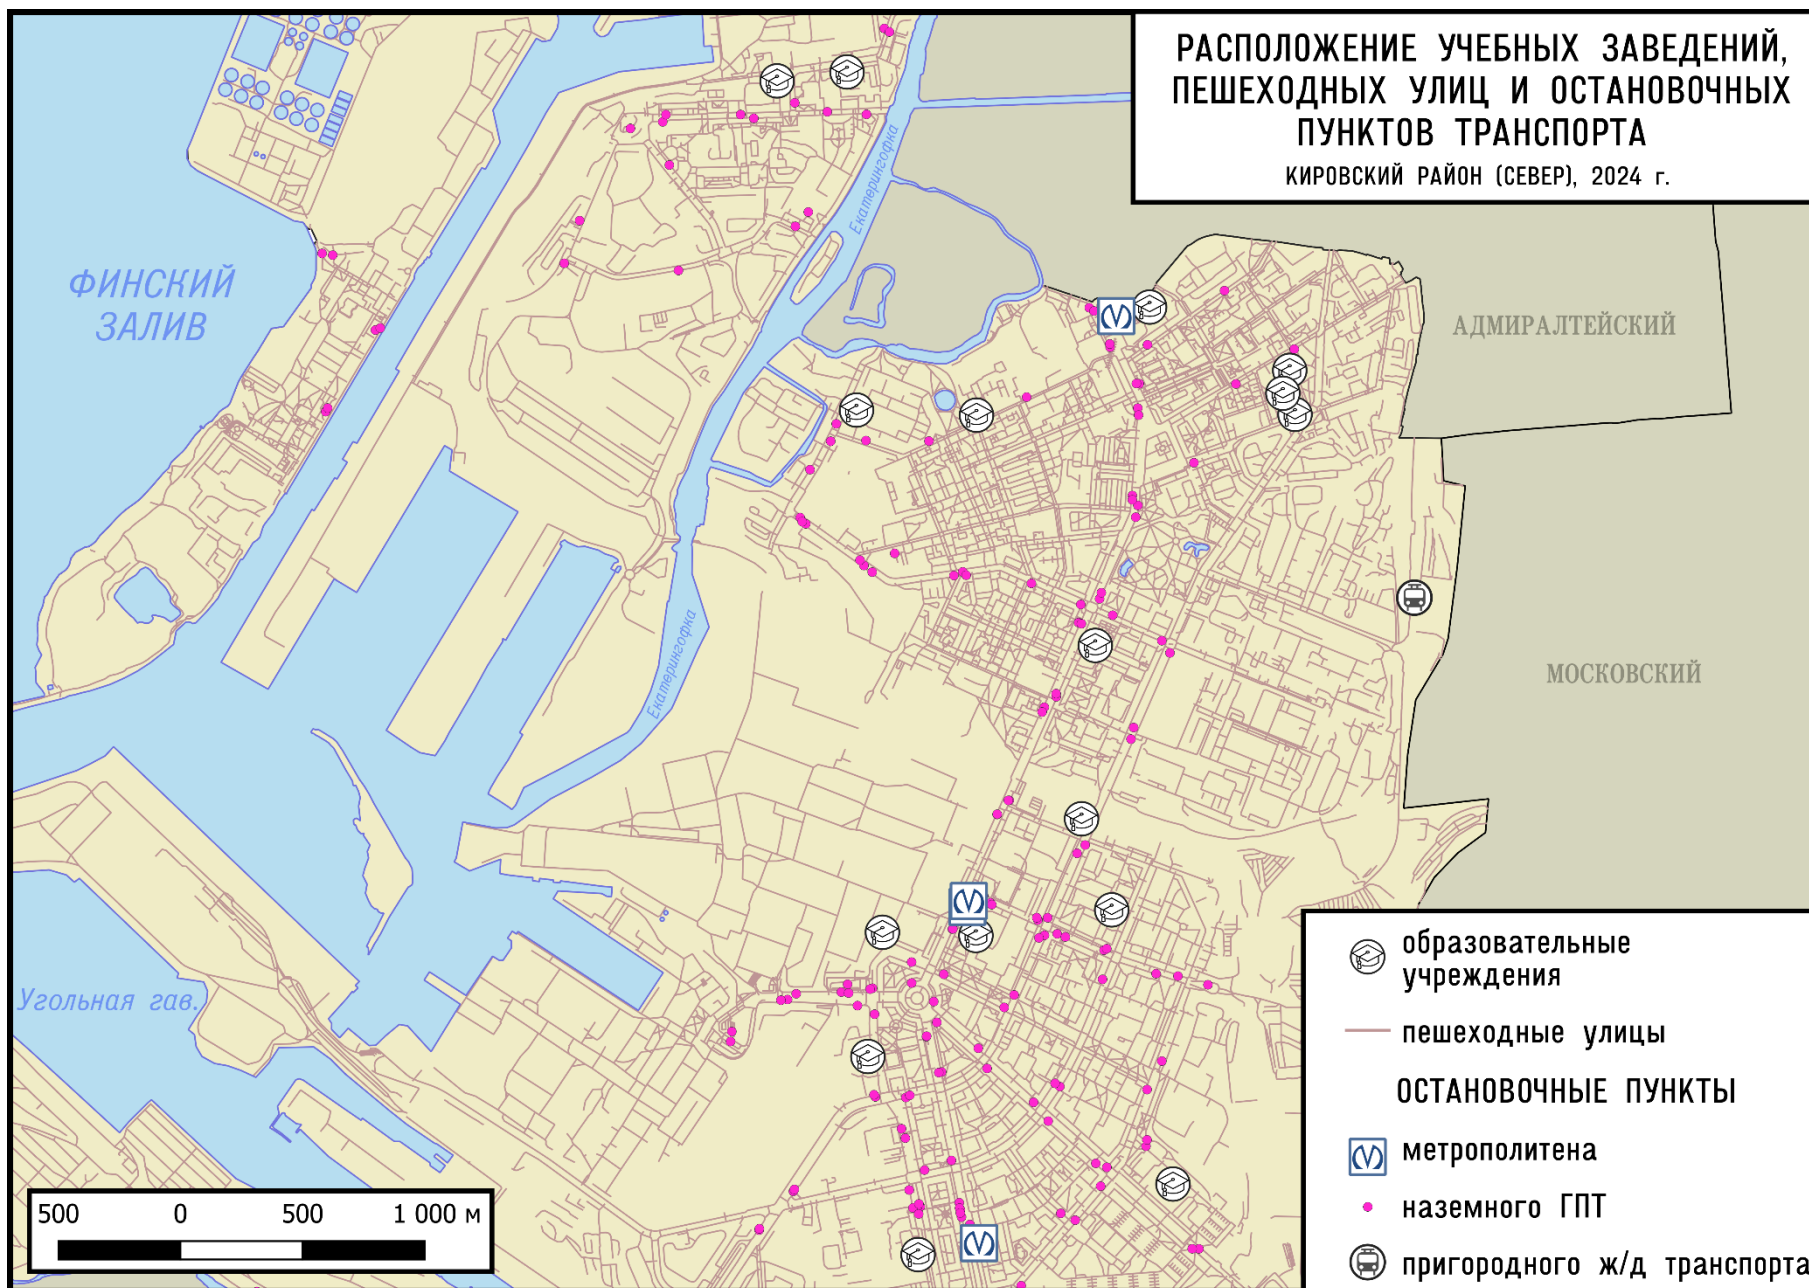 РАСПОЛОЖЕНИЕ УЧЕБНЫХ ЗАВЕДЕНИЙ,
ПЕШЕХОДНЫХ УЛИЦ И ОСТАНОВОЧНЫХ
ПУНКТОВ ТРАНСПОРТА
КИРОВСКИЙ РАЙОН (СЕВЕР), 2024 г.
Екатерингофка
ФИНСКИЙ
ЗАЛИВ
АДМИРАЛТЕЙСКИЙ
Екатерингофка
МОСКОВСКИЙ
Угольная гав.
образовательные
учреждения
пешеходные улицы
ОСТАНОВОЧНЫЕ ПУНКТЫ
метрополитена
наземного ГПТ
пригородного ж/д транспорта
500 0 500 1 000 м